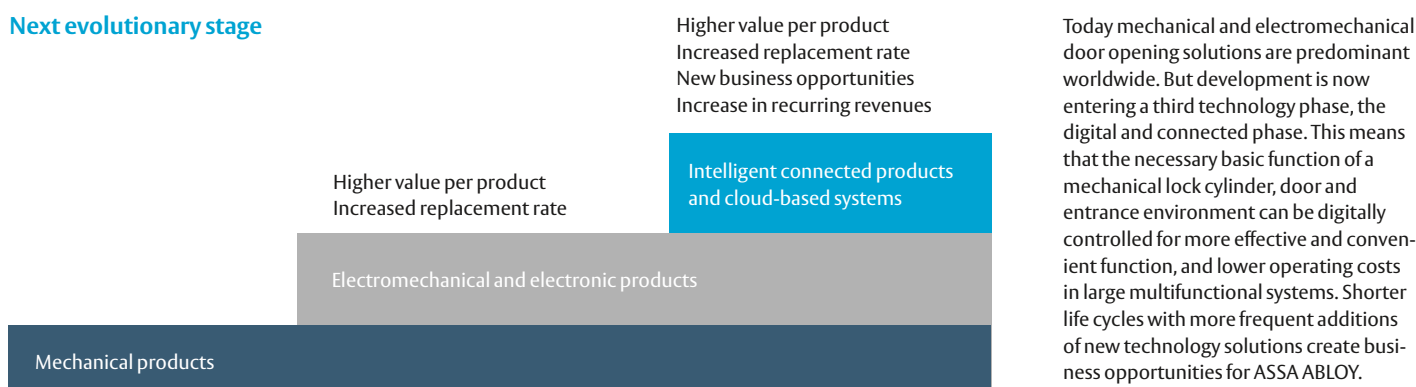 Next evolutionary stage
Higher value per product
Increased replacement rate
New business opportunities
Increase in recurring revenues
Intelligent connected products
and cloud-based systems
Higher value per product
Increased replacement rate
Electromechanical and electronic products
Mechanical products
Today mechanical and electromechanical
door opening solutions are predominant
worldwide. But development is now
entering a third technology phase, the
digital and connected phase. This means
that the necessary basic function of a
mechanical lock cylinder, door and
entrance environment can be digitally
controlled for more effective and conven-
ient function, and lower operating costs
in large multifunctional systems. Shorter
life cycles with more frequent additions
of new technology solutions create busi-
ness opportunities for ASSA ABLOY.